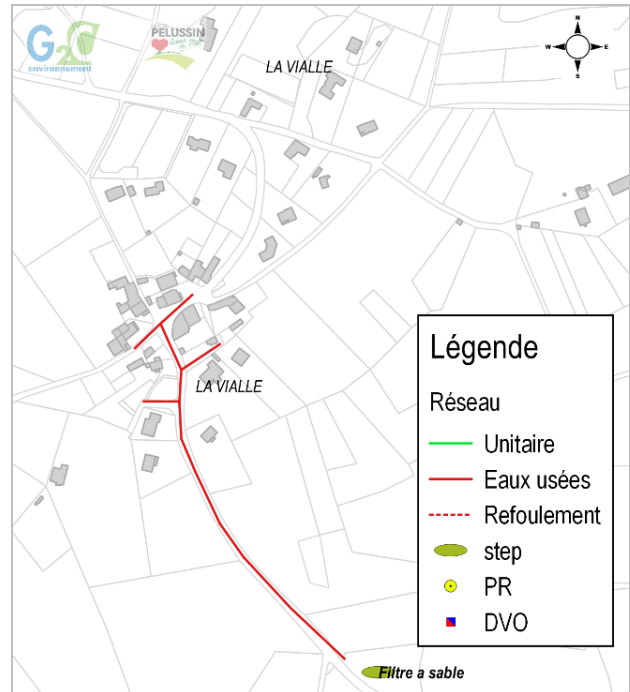 G2C
environnement
PELUSSIN
LA VIALLE
N
W
E
S
LA VIALLE
Légende
Réseau
Unitaire
Eaux usées
Refoulement
step
PR
DVO
Filtre a sable